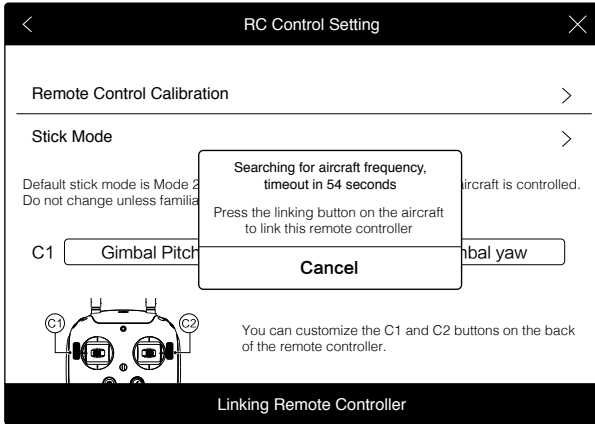 RC Control Setting
Remote Control Calibration
Stick Mode
Searching for aircraft frequency,
timeout in 54 seconds
Default stick mode is Mode 2
aircraft is controlled.
Do not change unless
Press the linking button on the aircraft
to link this remote controller
C1 Gimbal Pitch
yaw
Cancel
C1
C2
You can customize the C1 and C2 buttons on the back
of the remote controller.
Linking Remote Controller